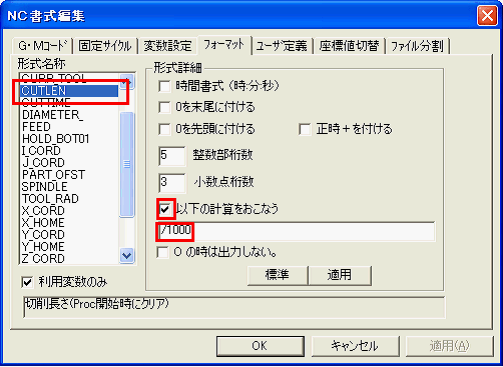 NC 書式編集
G・Mコード 固定サイクル 変数設定 フォーマット ユーザ定義 座標値切替 ファイル分割
形式名称
CURR_TOOL
CUTLEN
CUTTIME
DIAMETER_
FEED
HOLD_BOT01
I_CORD
J_CORD
PART_OFST
SPINDLE
TOOL_RAD
X_CORD
X_HOME
Y_CORD
Y_HOME
Z_CORD
利用変数のみ
形式詳細
時間書式 (時:分:秒)
0を末尾に付ける
0を先頭に付ける 正時+を付ける
5 整数部桁数
3 小数点桁数
以下の計算をおこなう
/1000
0 の時は出力しない。
標準 適用
切削長さ(Proc開始時にクリア)
OK キャンセル 適用(A)